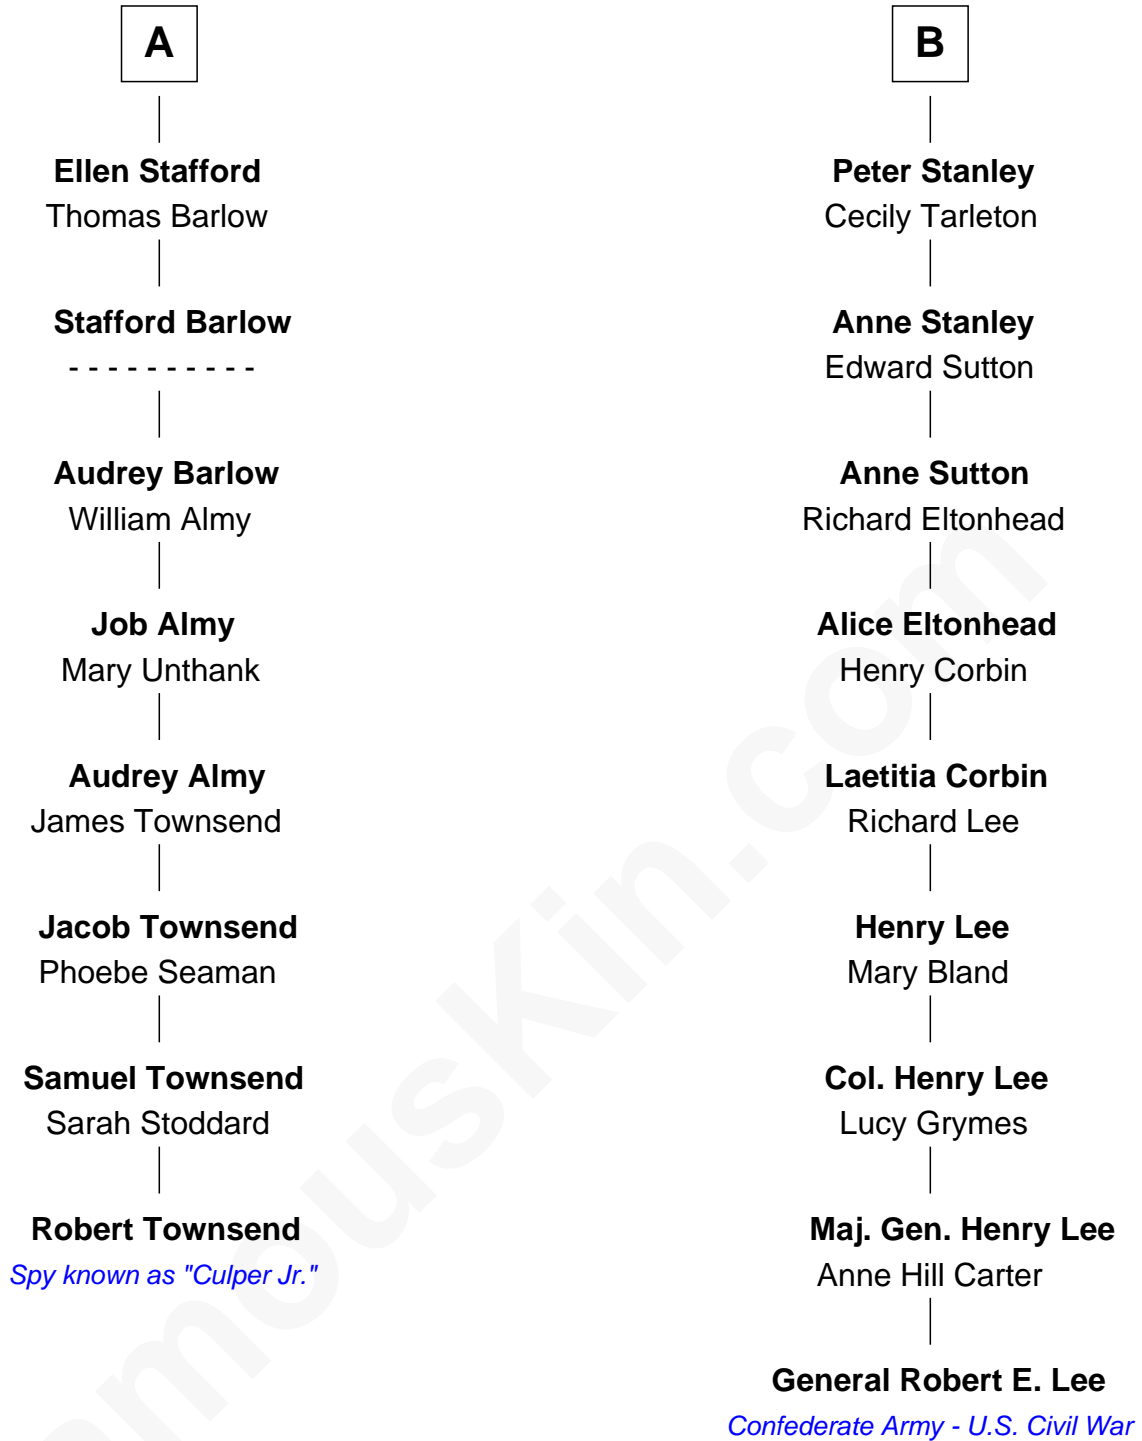 A
Ellen Stafford
Thomas Barlow
Stafford Barlow
- - - - - - - - - -
Audrey Barlow
William Almy
Job Almy
Mary Unthank
Audrey Almy
James Townsend
Jacob Townsend
Phoebe Seaman
Samuel Townsend
Sarah Stoddard
Robert Townsend
Spy known as "Culper Jr."
B
Peter Stanley
Cecily Tarleton
Anne Stanley
Edward Sutton
Anne Sutton
Richard Eltonhead
Alice Eltonhead
Henry Corbin
Laetitia Corbin
Richard Lee
Henry Lee
Mary Bland
Col. Henry Lee
Lucy Grymes
Maj. Gen. Henry Lee
Anne Hill Carter
General Robert E. Lee
Confederate Army - U.S. Civil War
amousKin.com